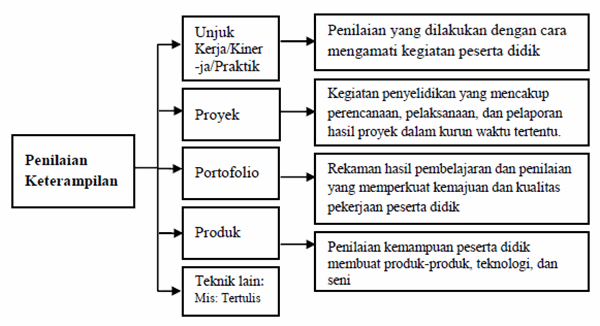 Penilaian
Keterampilan
Unjuk
Kerja/Kiner
-ja/Praktik
Penilaian yang dilakukan dengan cara
mengamati kegiatan peserta didik
Proyek
Kegiatan penyelidikan yang mencakup
perencanaan, pelaksanaan, dan pelaporan
hasil proyek dalam kurun waktu tertentu.
Portofolio
Rekaman hasil pembelajaran dan penilaian
yang memperkuat kemajuan dan kualitas
pekerjaan peserta didik
Produk
Penilaian kemampuan peserta didik
membuat produk-produk, teknologi, dan
seni
Teknik lain:
Mis: Tertulis